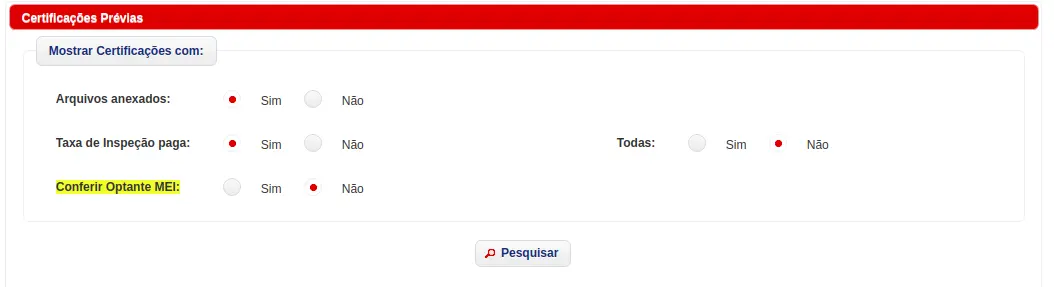 Certificações Prévias
Mostrar Certificações com:
Arquivos anexados: Sim Não
Taxa de Inspeção paga: Sim Não Todas: Sim Não
Conferir Optante MEI: Sim Não
Pesquisar